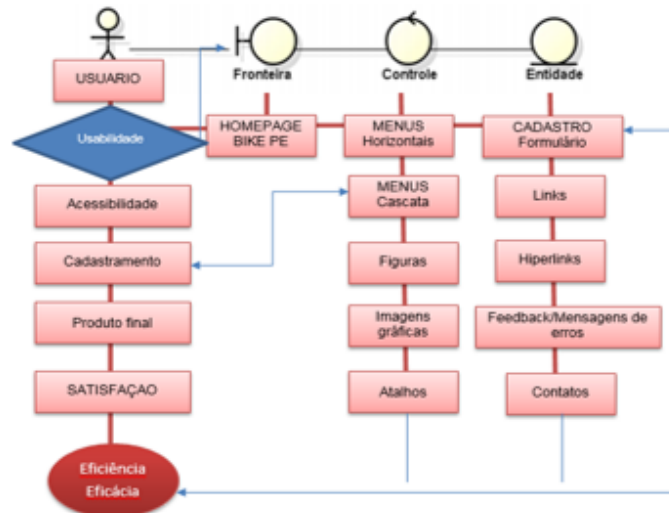 Fronteira
Controle
Entidade
USUARIO
Usabilidade
HOMEPAGE
BIKE PE
MENUS
Horizontais
CADASTRO
Formulário
Acessibilidade
MENUS
Cascata
Links
Cadastramento
Figuras
Hiperlinks
Produto final
Imagens
gráficas
Feedback/Mensagens de
erros
SATISFAÇAO
Atalhos
Contatos
Eficiência
Eficácia